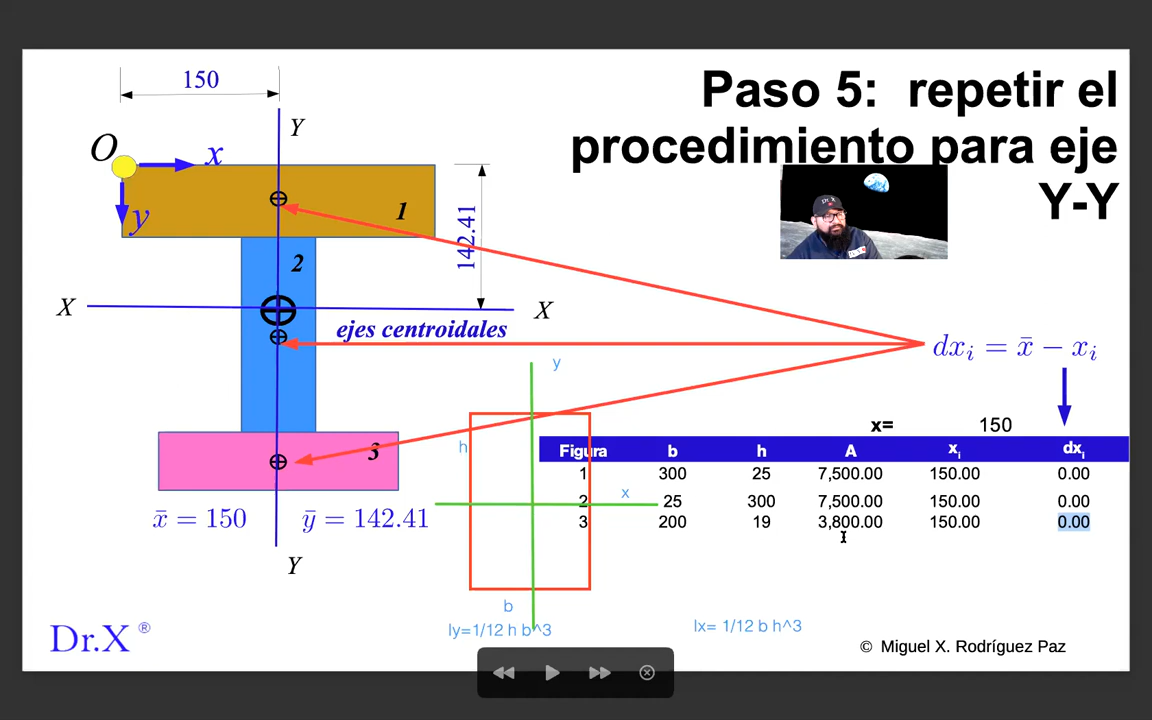 Paso 5: repetir el
procedimiento para eje
Y-Y
150
Y
O
x
y
1
2
142.41
X
X
ejes centroidales
dxᵢ = x̄ − xᵢ
y
x= 150
h
Figura b h A xᵢ dxᵢ
1 300 25 7,500.00 150.00 0.00
x
2 25 300 7,500.00 150.00 0.00
3 200 19 3,800.00 150.00 0.00
3
x̄ = 150 ȳ = 142.41
Y
b
Iy=1/12 h b^3
Ix= 1/12 b h^3
Dr.X ®
© Miguel X. Rodríguez Paz